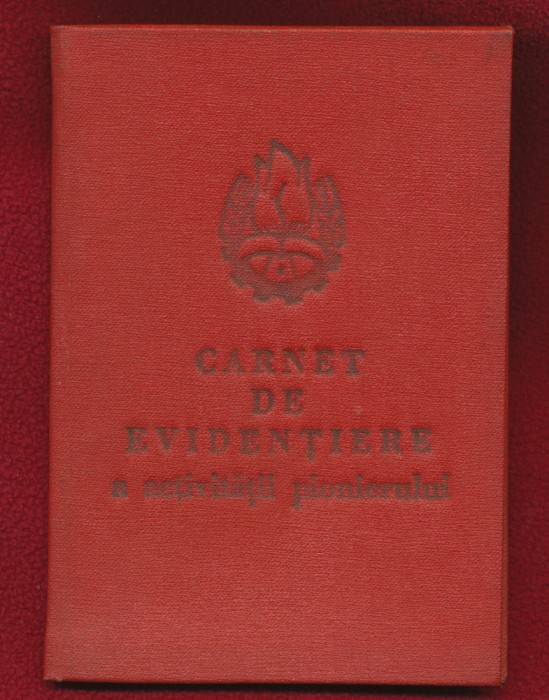 CARNET
DE
EVIDENȚIERE
a activității pionierului